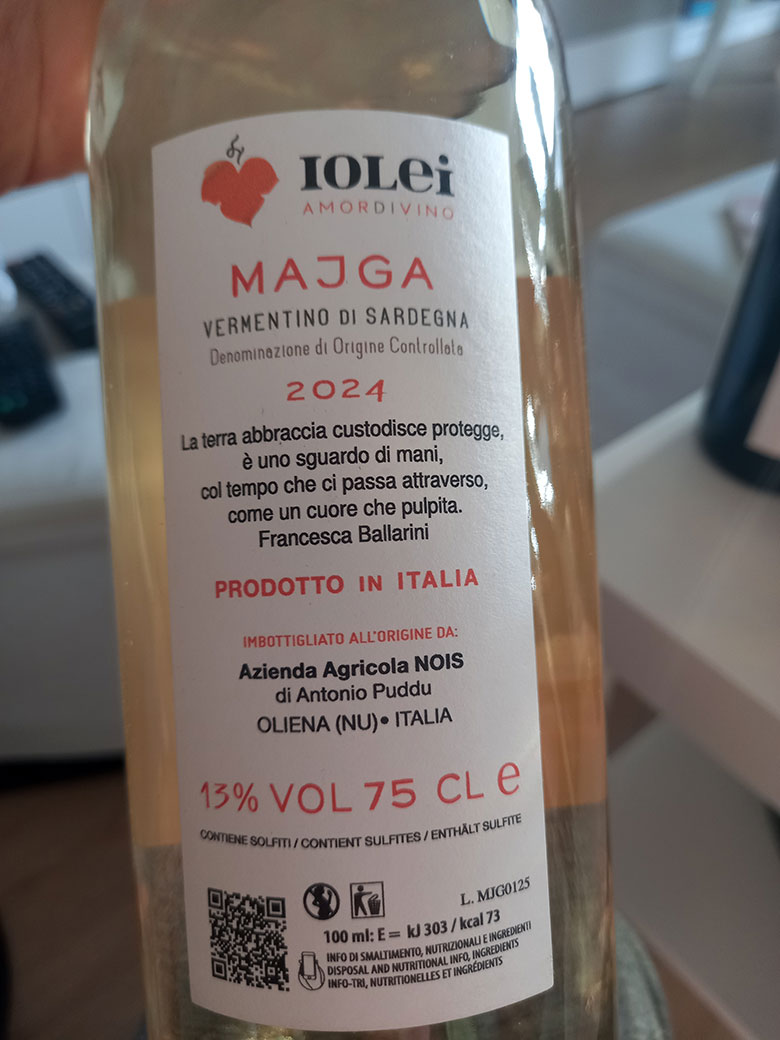 IOLei
AMORDIVINO
MAJGA
VERMENTINO DI SARDEGNA
Denominazione di Origine Controllata
2024
La terra abbraccia custodisce protegge,
è uno sguardo di mani,
col tempo che ci passa attraverso,
come un cuore che pulpita.
Francesca Ballarini
PRODOTTO IN ITALIA
IMBOTTIGLIATO ALL'ORIGINE DA:
Azienda Agricola NOIS
di Antonio Puddu
OLIENA (NU)• ITALIA
13% VOL 75 CL e
CONTIENE SOLFITI / CONTIENT SULFITES / ENTHÄLT SULFITE
L. MJG0125
100 ml: E = kJ 303 / kcal 73
INFO DI SMALTIMENTO, NUTRIZIONALI E INGREDIENTI
DISPOSAL AND NUTRITIONAL INFO, INGREDIENTS
INFO-TRI, NUTRITIONELLES ET INGRÉDIENTS